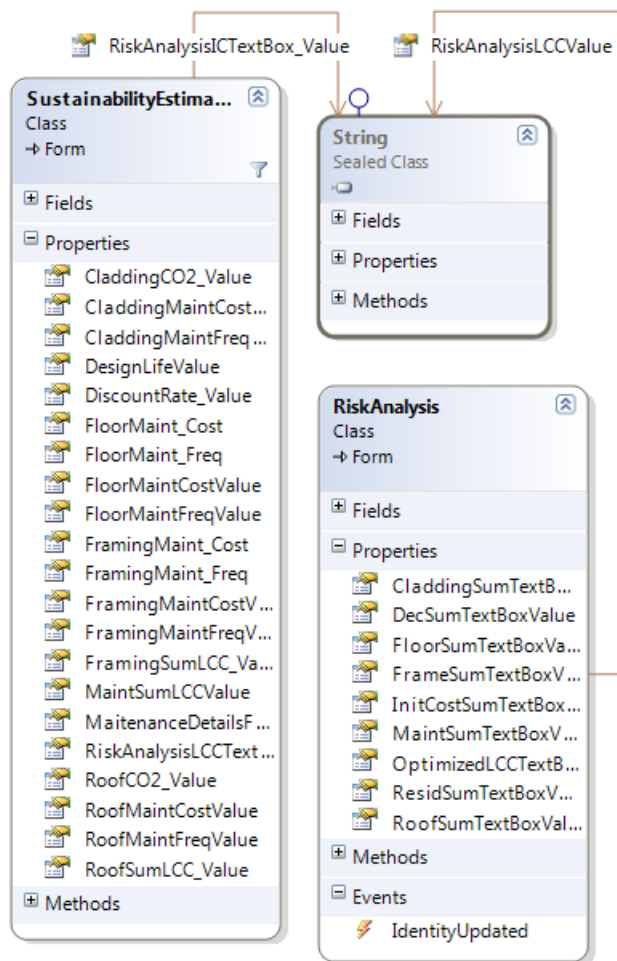 RiskAnalysisICTextBox_Value
RiskAnalysisLCCValue
SustainabilityEstima...
Class
Form
Fields
Properties
CladdingCO2_Value
CladdingMaintCost...
CladdingMaintFreq...
DesignLifeValue
DiscountRate_Value
FloorMaint_Cost
FloorMaint_Freq
FloorMaintCostValue
FloorMaintFreqValue
FramingMaint_Cost
FramingMaint_Freq
FramingMaintCostV...
FramingMaintFreqV...
FramingSumLCC_Va...
MaintSumLCCValue
MaitenanceDetailsF...
RiskAnalysisLCCText...
RoofCO2_Value
RoofMaintCostValue
RoofMaintFreqValue
RoofSumLCC_Value
Methods
String
Sealed Class
Fields
Properties
Methods
RiskAnalysis
Class
Form
Fields
Properties
CladdingSumTextB...
DecSumTextBoxValue
FloorSumTextBoxVa...
FrameSumTextBoxV...
InitCostSumTextBox...
MaintSumTextBoxV...
OptimizedLCCTextB...
ResidSumTextBoxV...
RoofSumTextBoxVal...
Methods
Events
IdentityUpdated